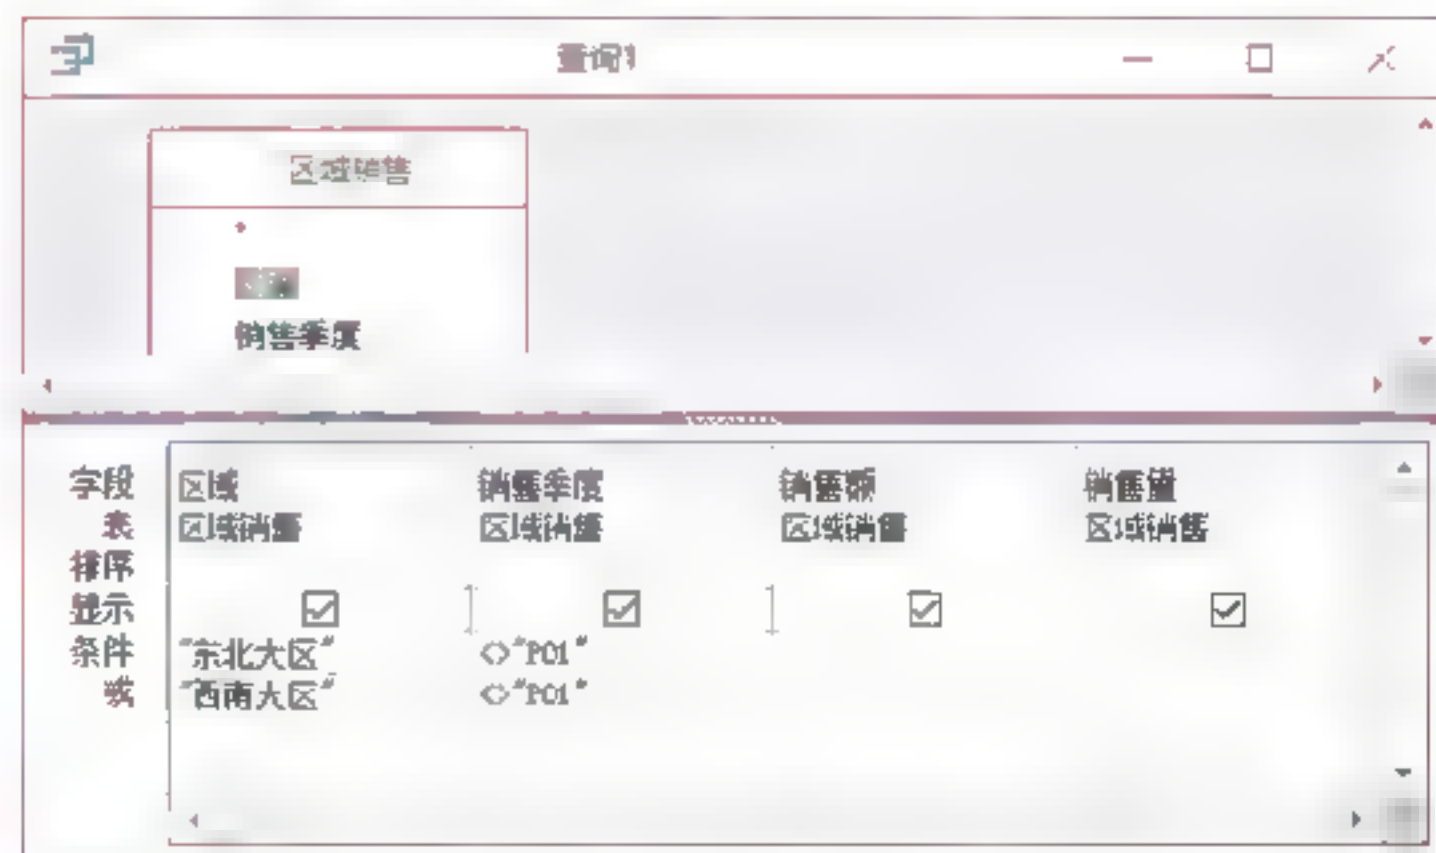 查询1
区域销售
*
销售季度
字段 区域 销售季度 销售额 销售量
表 区域销售 区域销售 区域销售 区域销售
排序
显示
条件 "东北大区" <>"P01"
或 "西南大区" <>"P01"